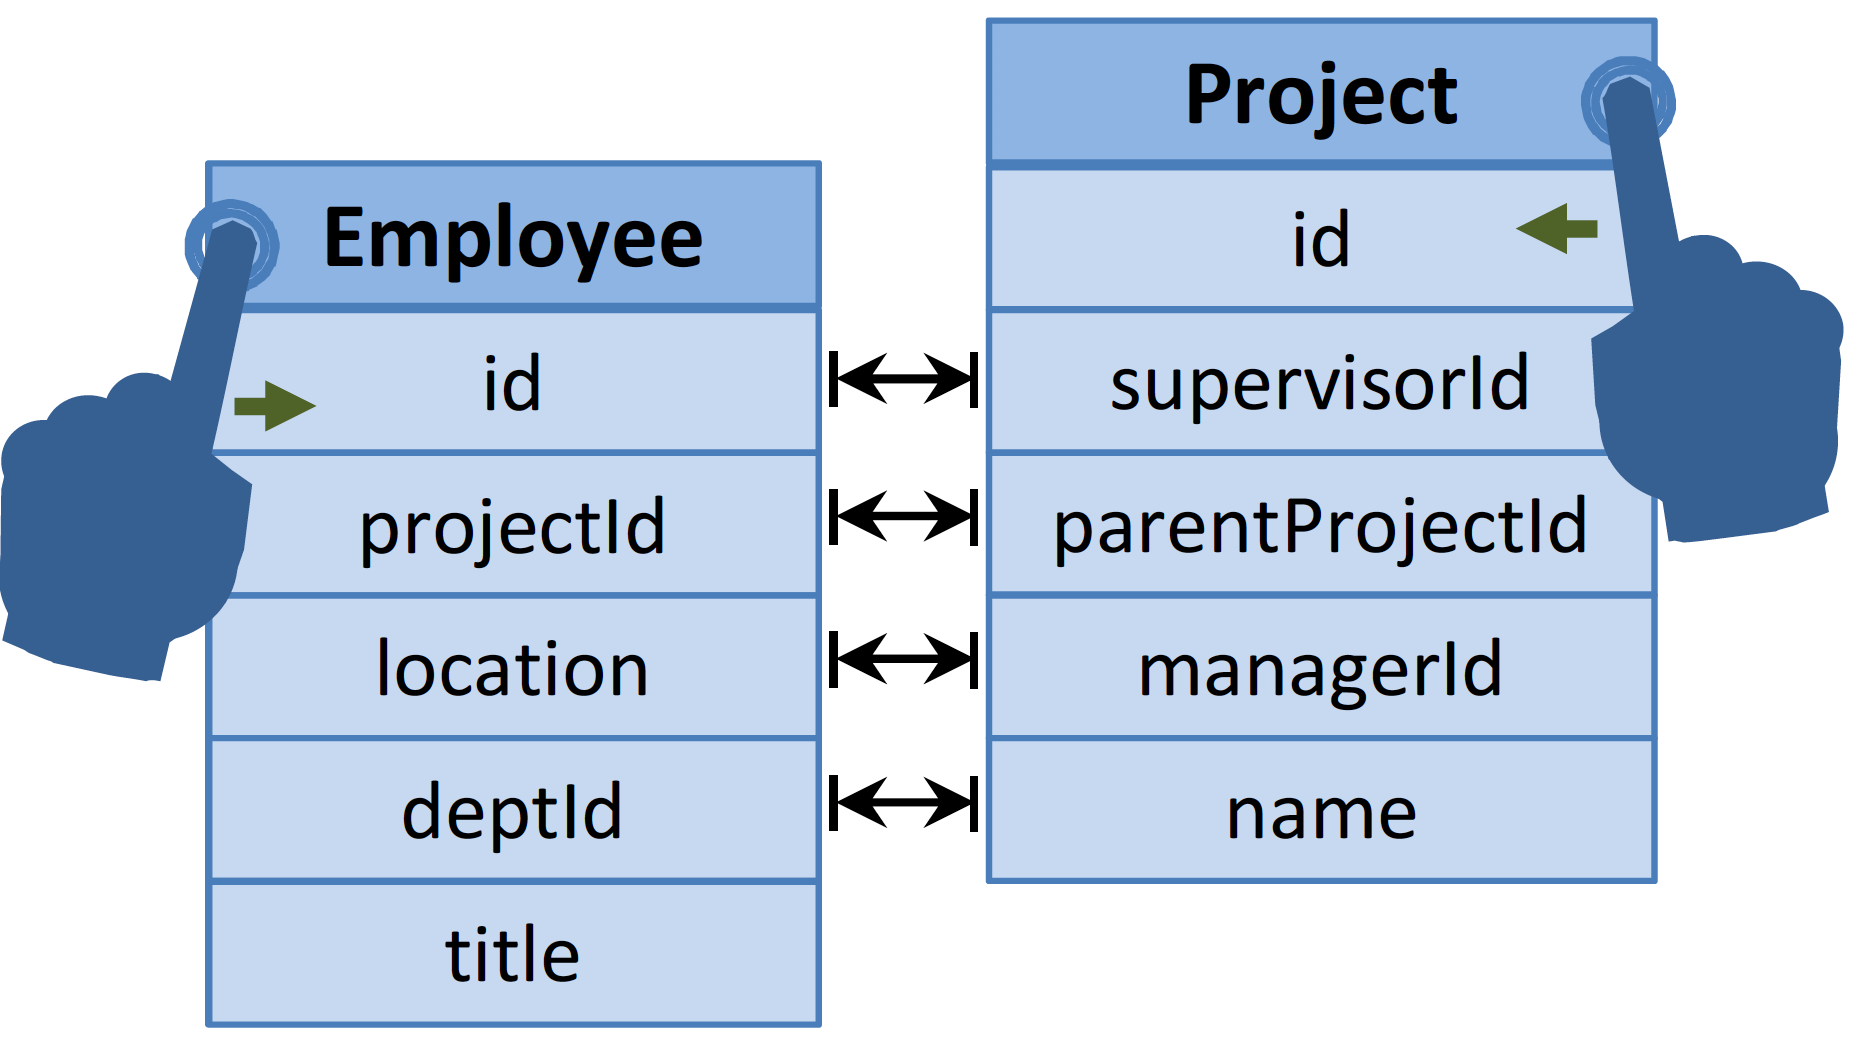 Employee
id
projectId
location
deptId
title
Project
id
supervisorId
parentProjectId
managerId
name